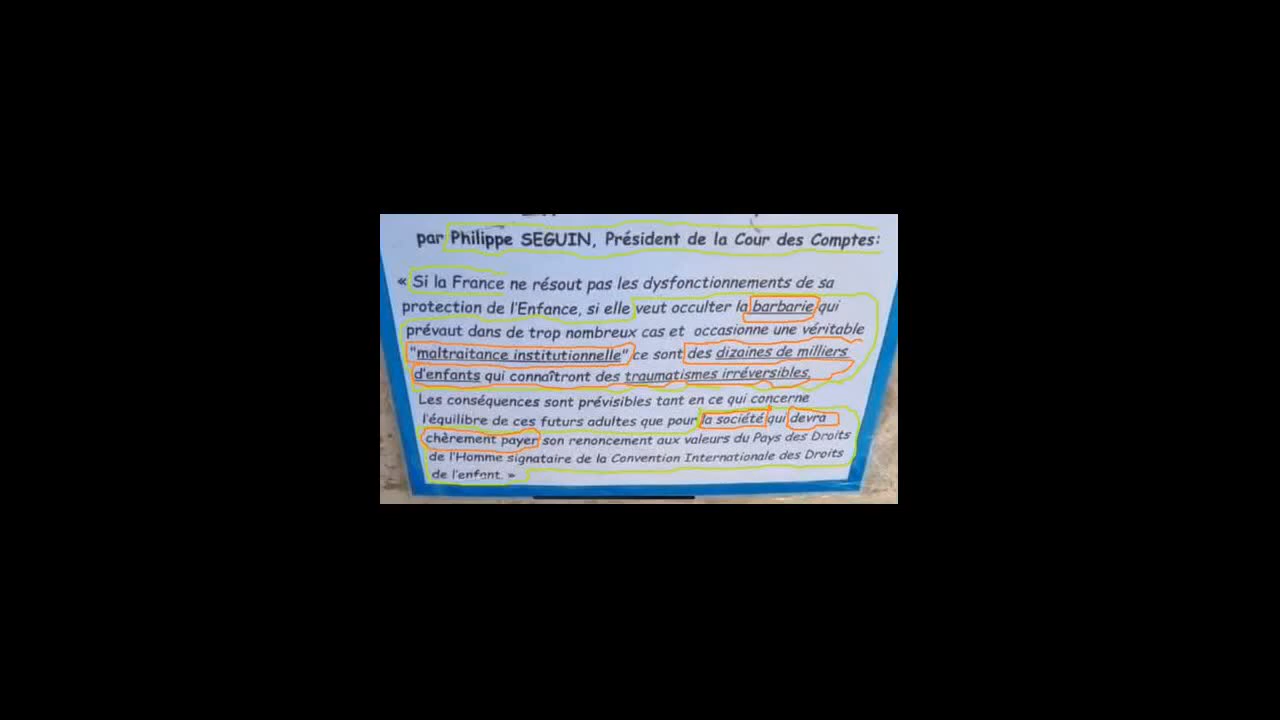 par Philippe SEGUIN, Président de la Cour des Comptes:
« Si la France ne résout pas les dysfonctionnements de sa
protection de l'Enfance, si elle veut occulter la barbarie qui
prévaut dans de trop nombreux cas et occasionne une véritable
"maltraitance institutionnelle" ce sont des dizaines de milliers
d'enfants qui connaîtront des traumatismes irréversibles.
Les conséquences sont prévisibles tant en ce qui concerne
l'équilibre de ces futurs adultes que pour la société qui devra
chèrement payer son renoncement aux valeurs du Pays des Droits
de l'Homme signataire de la Convention Internationale des Droits
de l'enfant. »